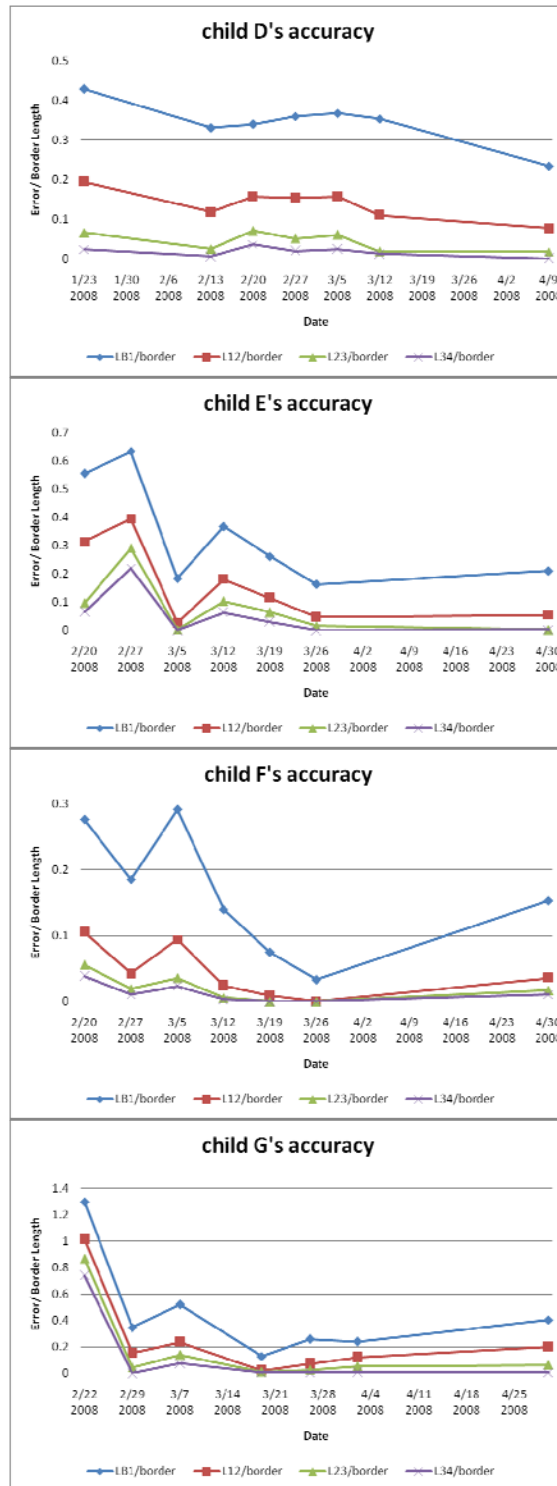 child D's accuracy
0.5
0.4
0.3
0.2
0.1
0
Error/ Border Length
1/23 1/30 2/6 2/13 2/20 2/27 3/5 3/12 3/19 3/26 4/2 4/9
2008 2008 2008 2008 2008 2008 2008 2008 2008 2008 2008 2008
Date
LB1/border L12/border L23/border L34/border
child E's accuracy
0.7
0.6
0.5
0.4
0.3
0.2
0.1
0
Error/ Border Length
2/20 2/27 3/5 3/12 3/19 3/26 4/2 4/9 4/16 4/23 4/30
2008 2008 2008 2008 2008 2008 2008 2008 2008 2008 2008
Date
LB1/border L12/border L23/border L34/border
child F's accuracy
0.3
0.2
0.1
0
Error/ Border Length
2/20 2/27 3/5 3/12 3/19 3/26 4/2 4/9 4/16 4/23 4/30
2008 2008 2008 2008 2008 2008 2008 2008 2008 2008 2008
Date
LB1/border L12/border L23/border L34/border
child G's accuracy
1.4
1.2
1
0.8
0.6
0.4
0.2
0
Error/ Border Length
2/22 2/29 3/7 3/14 3/21 3/28 4/4 4/11 4/18 4/25
2008 2008 2008 2008 2008 2008 2008 2008 2008 2008
Date
LB1/border L12/border L23/border L34/border